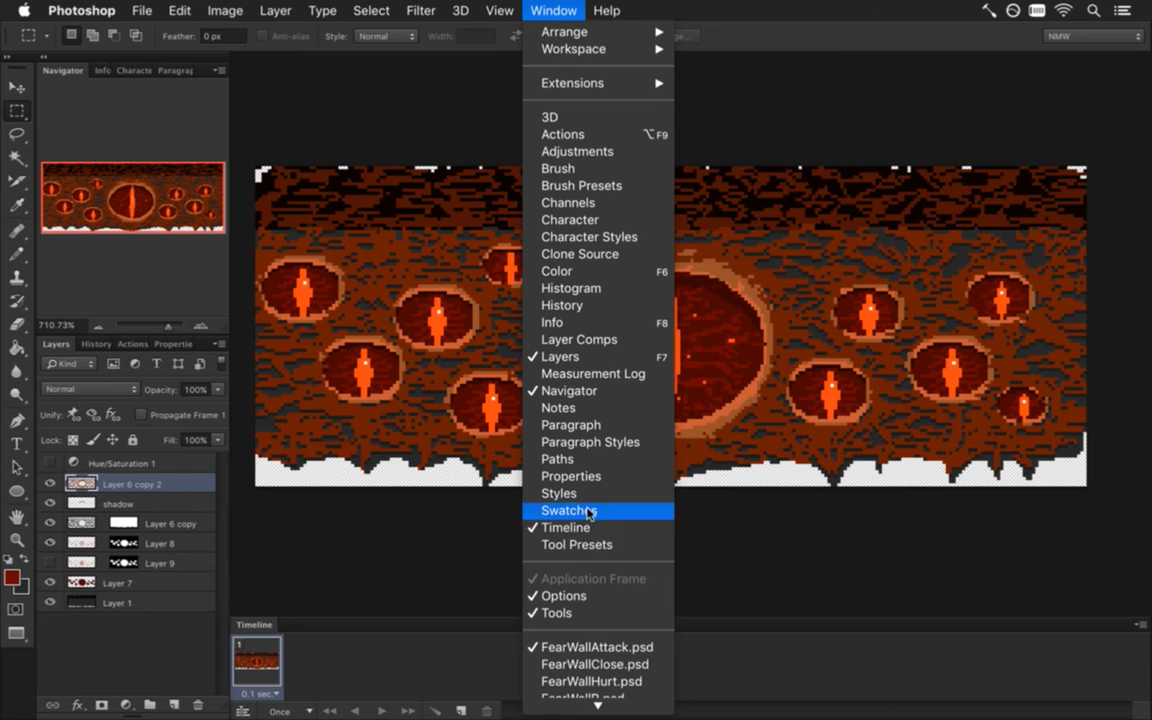 Photoshop File Edit Image Layer Type Select Filter 3D View Window Help
Feather: 0 px Anti-alias Style: Normal Width: NMW
Navigator Info Characte Paragrap
710.73%
Layers History Actions Propertie
Kind
Normal Opacity: 100%
Unify: Propagate Frame 1
Lock: Fill: 100%
Hue/Saturation 1
Layer 6 copy 2
shadow
Layer 6 copy
Layer 8
Layer 9
Layer 7
Layer 1
Arrange
Workspace
Extensions
3D
Actions ⌥F9
Adjustments
Brush
Brush Presets
Channels
Character
Character Styles
Clone Source
Color F6
Histogram
History
Info F8
Layer Comps
Layers F7
Measurement Log
Navigator
Notes
Paragraph
Paragraph Styles
Paths
Properties
Styles
Swatches
Timeline
Tool Presets
Application Frame
Options
Tools
FearWallAttack.psd
FearWallClose.psd
FearWallHurt.psd
Timeline
1
0.1 sec.
Once